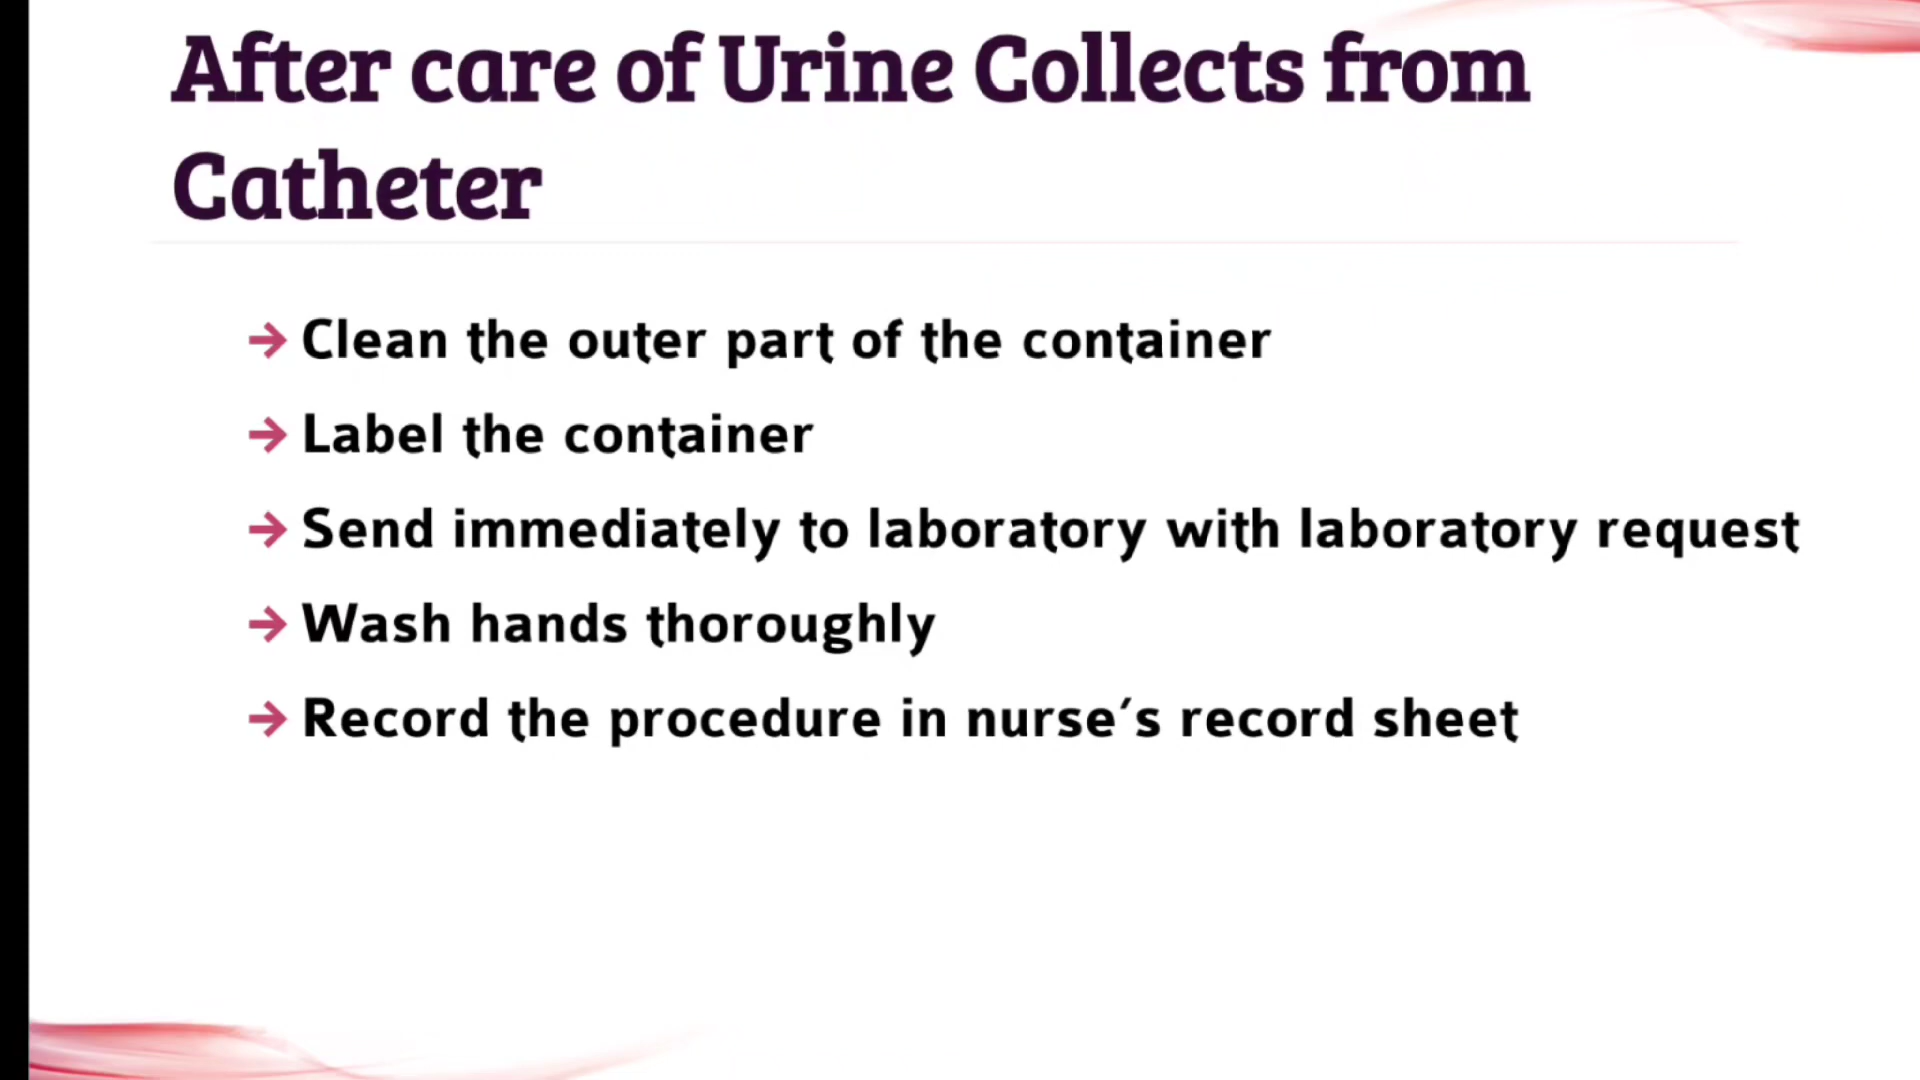 After care of Urine Collects from
Catheter
→ Clean the outer part of the container
→ Label the container
→ Send immediately to laboratory with laboratory request
→ Wash hands thoroughly
→ Record the procedure in nurse´s record sheet